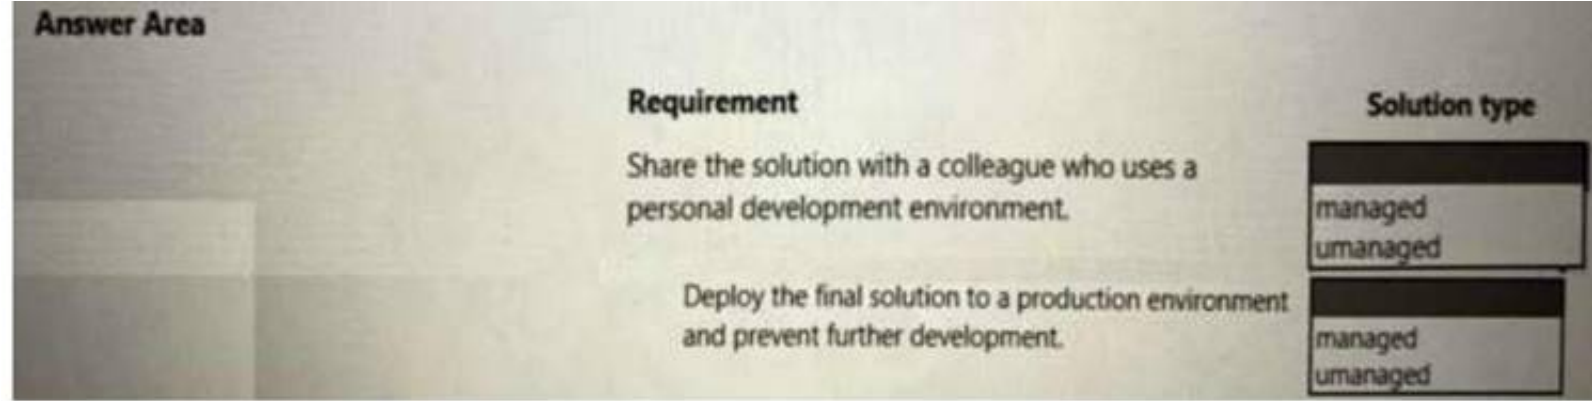 Answer Area
Requirement Solution type
Share the solution with a colleague who uses a
personal development environment.
managed
umanaged
Deploy the final solution to a production environment
and prevent further development.
managed
umanaged